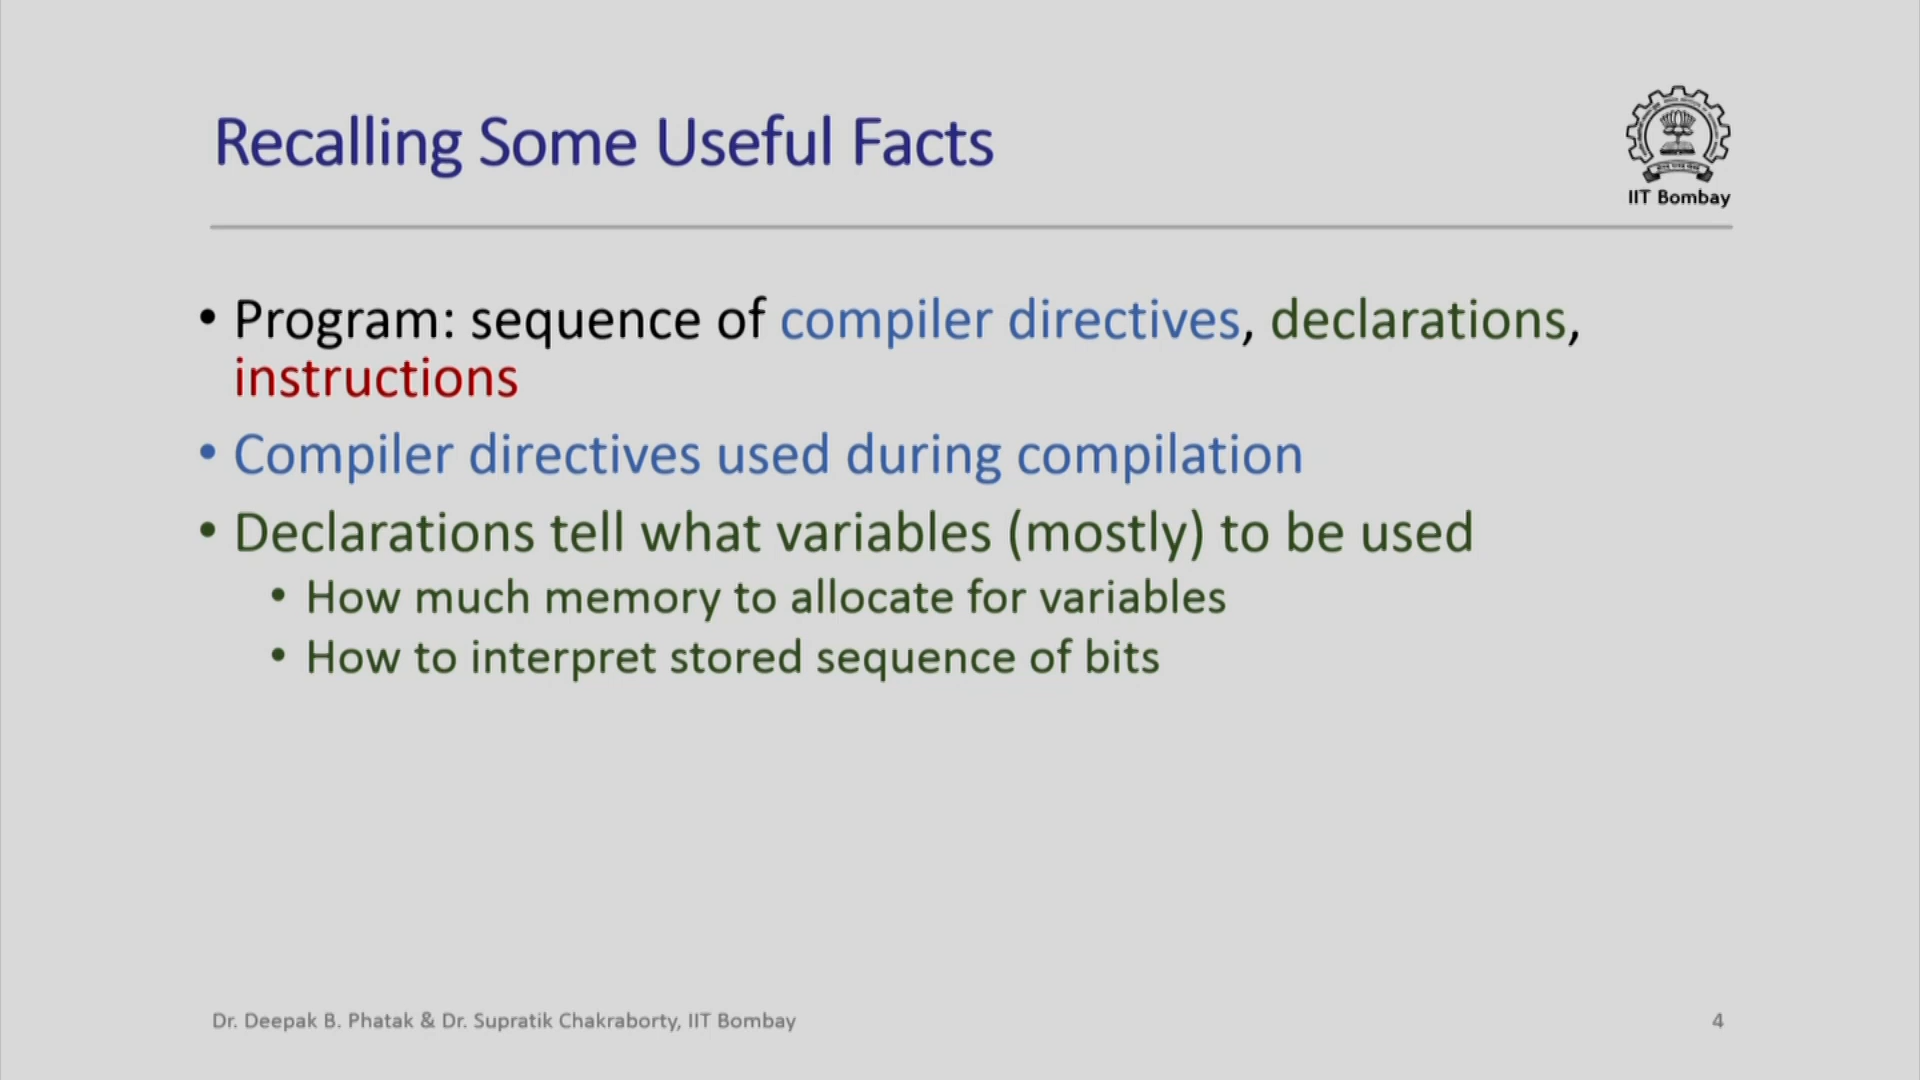 Recalling Some Useful Facts
IIT Bombay
• Program: sequence of compiler directives, declarations,
instructions
• Compiler directives used during compilation
• Declarations tell what variables (mostly) to be used
• How much memory to allocate for variables
• How to interpret stored sequence of bits
Dr. Deepak B. Phatak & Dr. Supratik Chakraborty, IIT Bombay
4